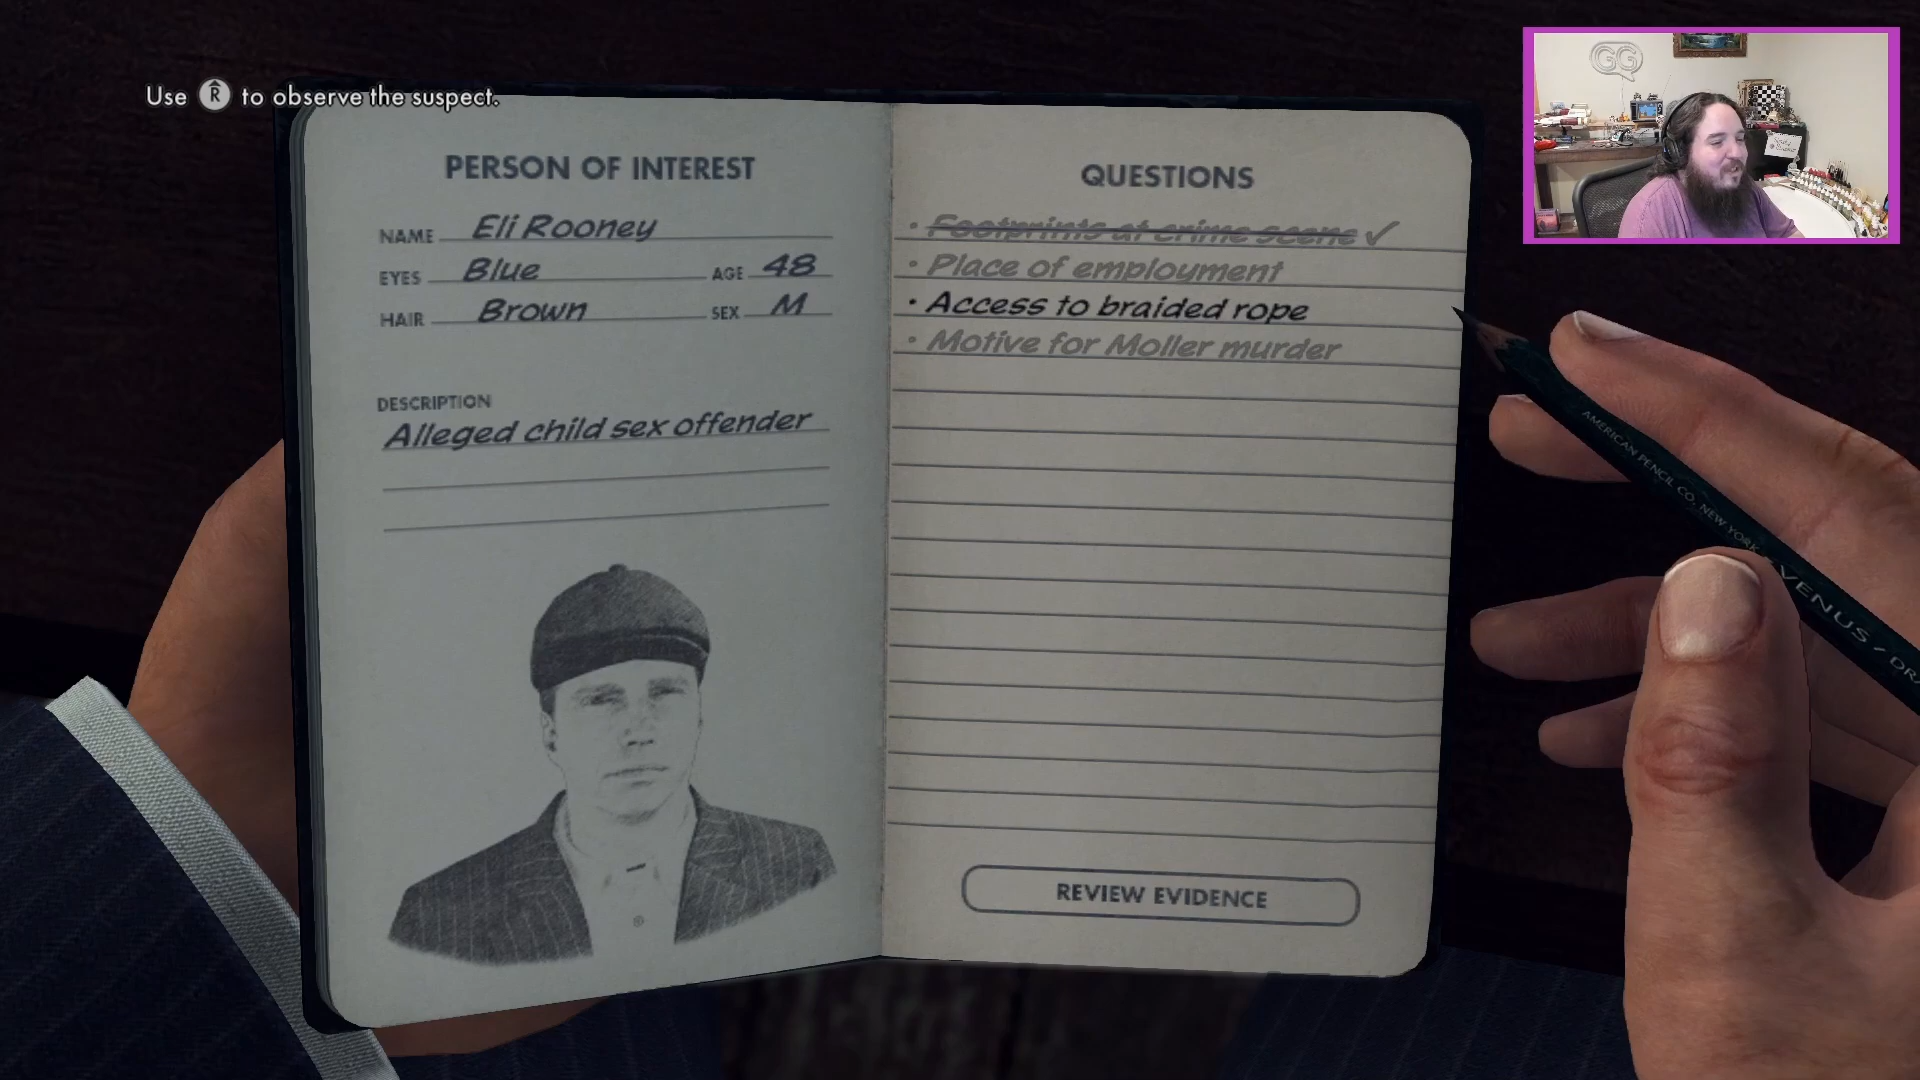 Use R to observe the suspect.
PERSON OF INTEREST
NAME Eli Rooney
EYES Blue AGE 48
HAIR Brown SEX M
DESCRIPTION
Alleged child sex offender
QUESTIONS
· Footprints at crime scene ✓
· Place of employment
· Access to braided rope
· Motive for Moller murder
REVIEW EVIDENCE
AMERICAN PENCIL CO. NEW YORK VENUS / DRA
GG